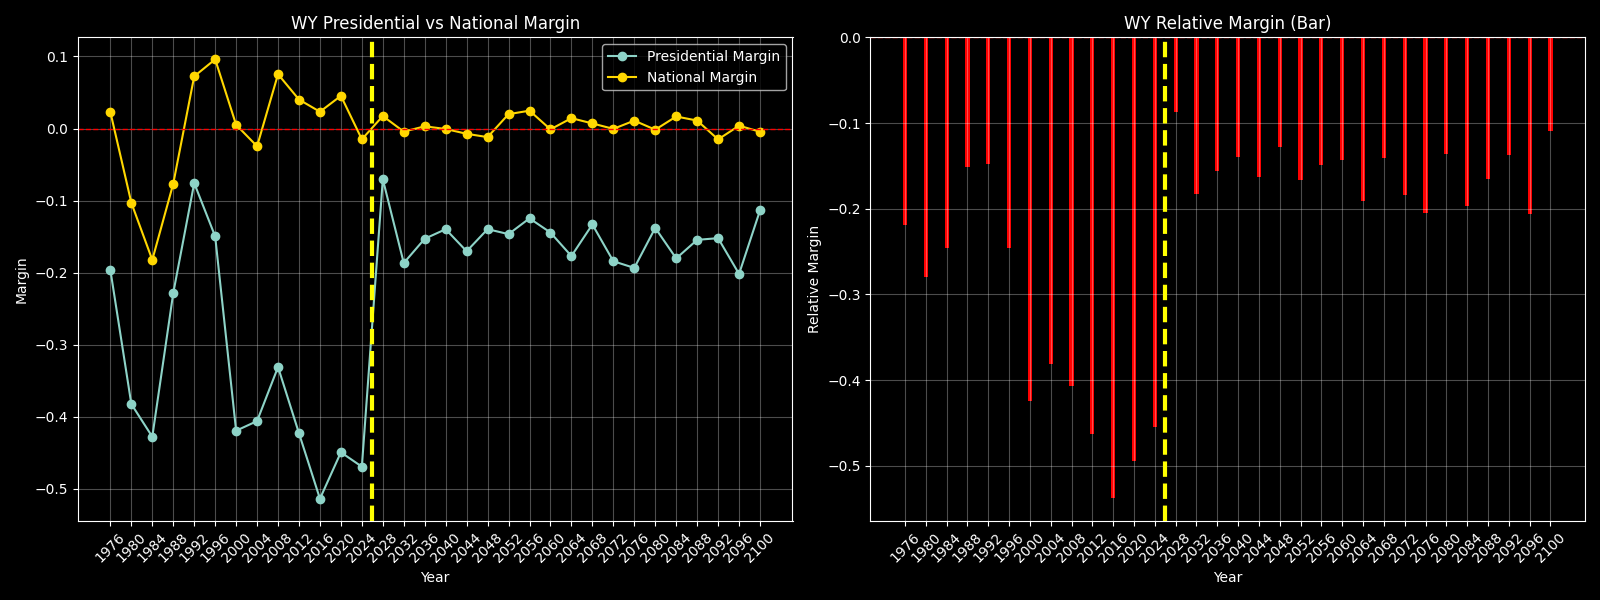 WY Presidential vs National Margin
Presidential Margin
National Margin
Margin
0.1
0.0
−0.1
−0.2
−0.3
−0.4
−0.5
1976 1980 1984 1988 1992 1996 2000 2004 2008 2012 2016 2020 2024 2028 2032 2036 2040 2044 2048 2052 2056 2060 2064 2068 2072 2076 2080 2084 2088 2092 2096 2100
Year
WY Relative Margin (Bar)
Relative Margin
0.0
−0.1
−0.2
−0.3
−0.4
−0.5
1976 1980 1984 1988 1992 1996 2000 2004 2008 2012 2016 2020 2024 2028 2032 2036 2040 2044 2048 2052 2056 2060 2064 2068 2072 2076 2080 2084 2088 2092 2096 2100
Year